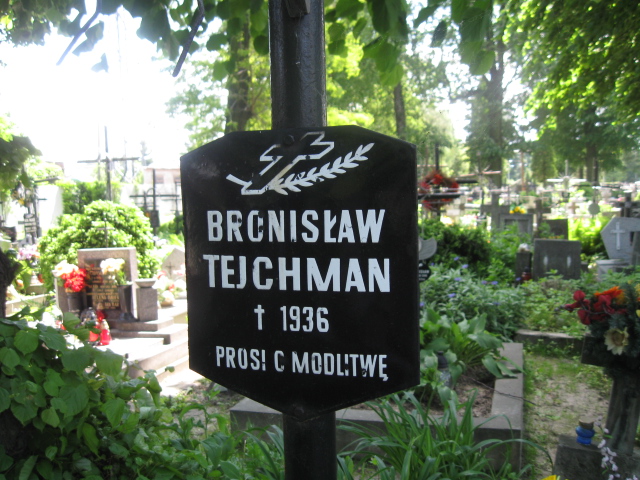 BRONISŁAW
TEJCHMAN
† 1936
PROSI O MODLITWĘ